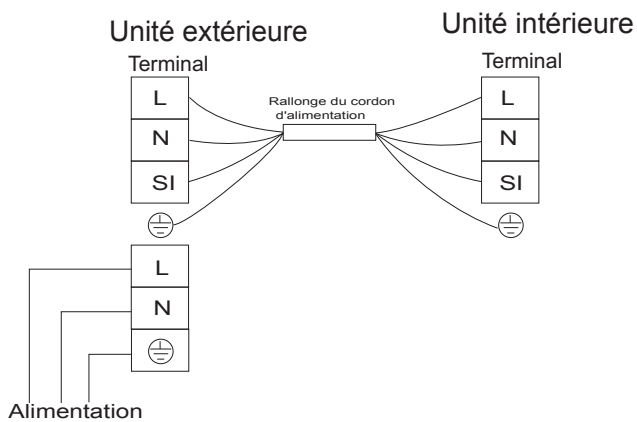 Unité extérieure
Unité intérieure
Terminal
Terminal
L
N
SI
Rallonge du cordon
d'alimentation
L
N
SI
L
N
Alimentation